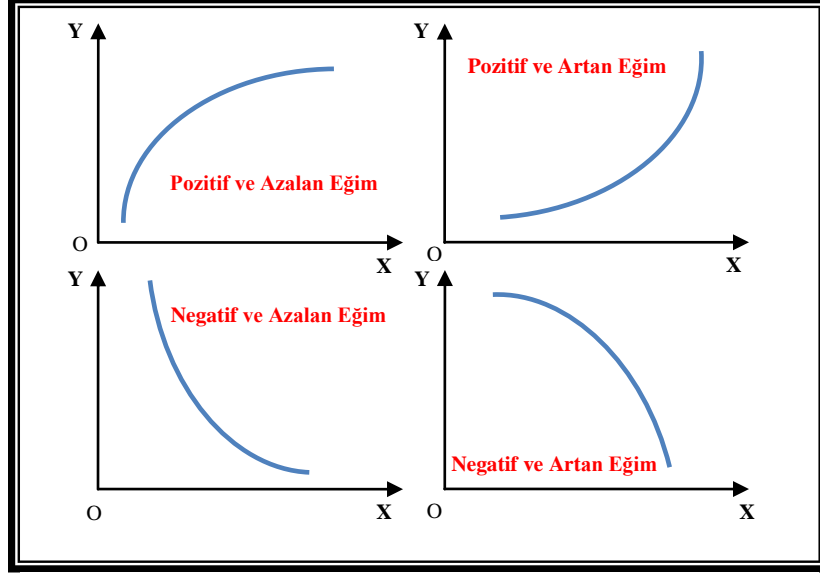 Y
Pozitif ve Azalan Eğim
O
X
Y
Pozitif ve Artan Eğim
O
X
Y
Negatif ve Azalan Eğim
O
X
Y
Negatif ve Artan Eğim
O
X